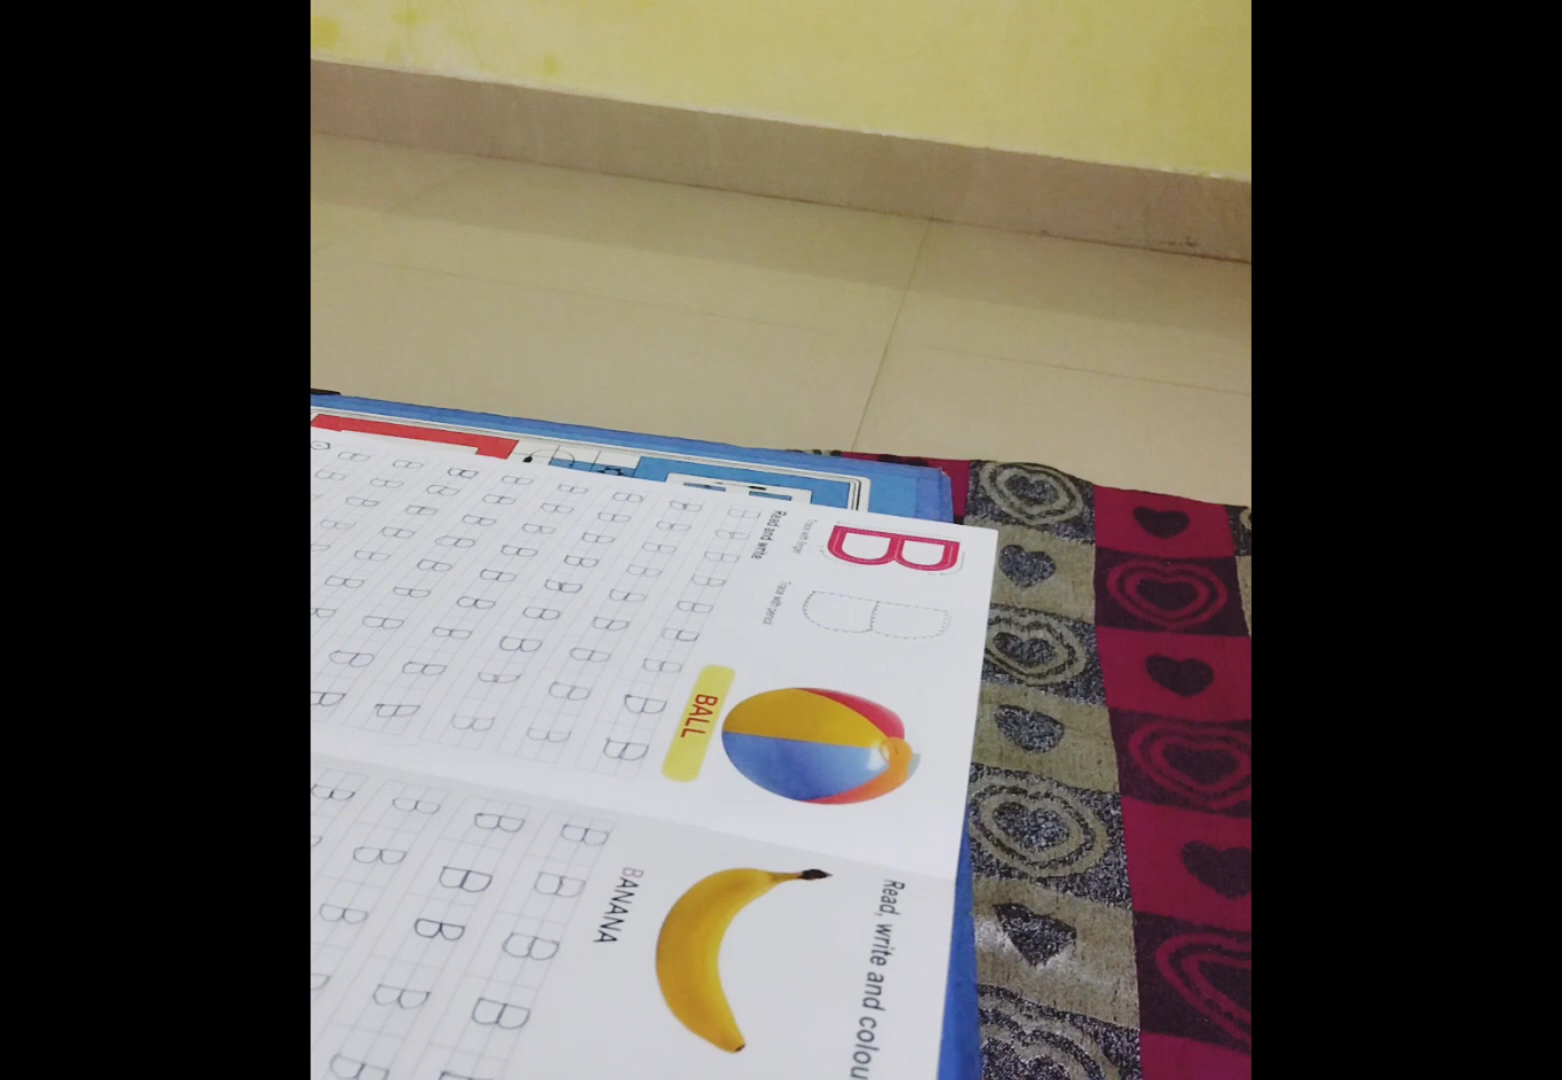 B B
Trace with finger
Trace with pencil
BALL
Read and write
B B B B B B B B
B B B B B B B B
B B B B B B B B
B B B B B B B B
B B B B B B B B
B B B B B B B B
B B B B B B B B
Read, write and colou
BANANA
B B B B
B B B B
B B B